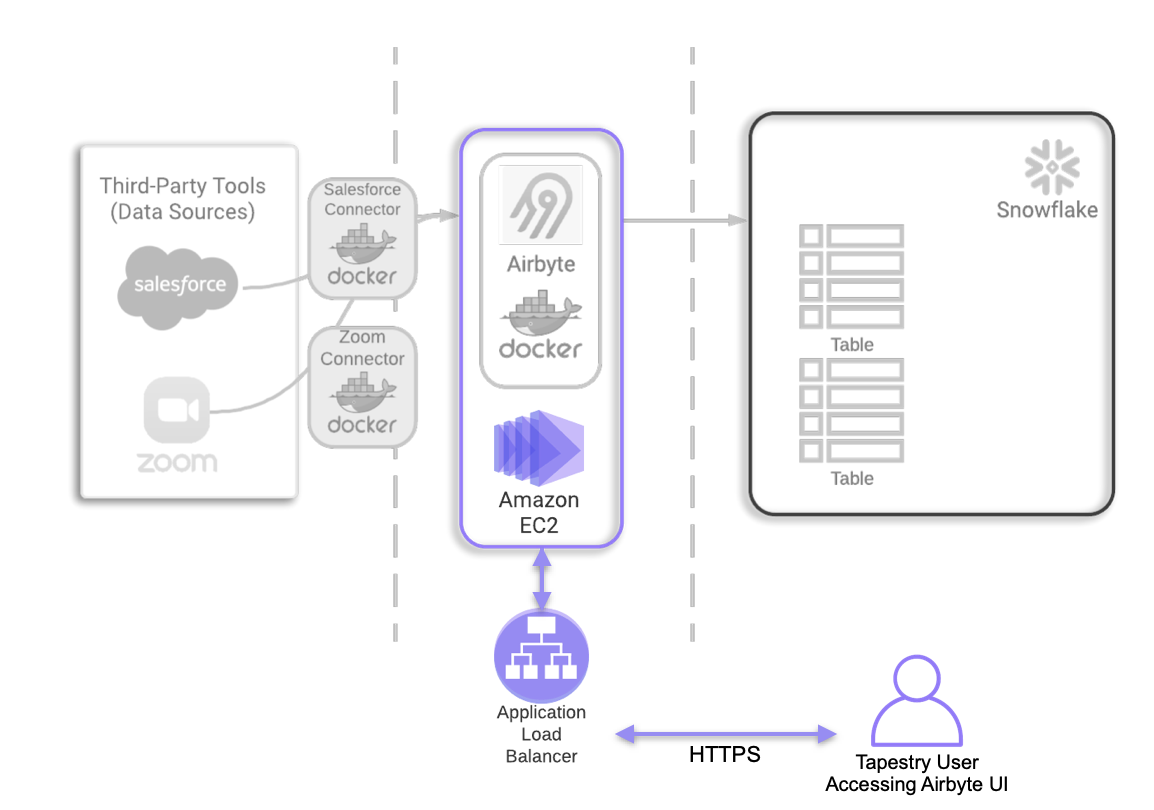 Third-Party Tools
(Data Sources)
salesforce
zoom
Salesforce
Connector
docker
Zoom
Connector
docker
Airbyte
docker
Amazon
EC2
Application
Load
Balancer
HTTPS
Snowflake
Table
Table
Tapestry User
Accessing Airbyte UI